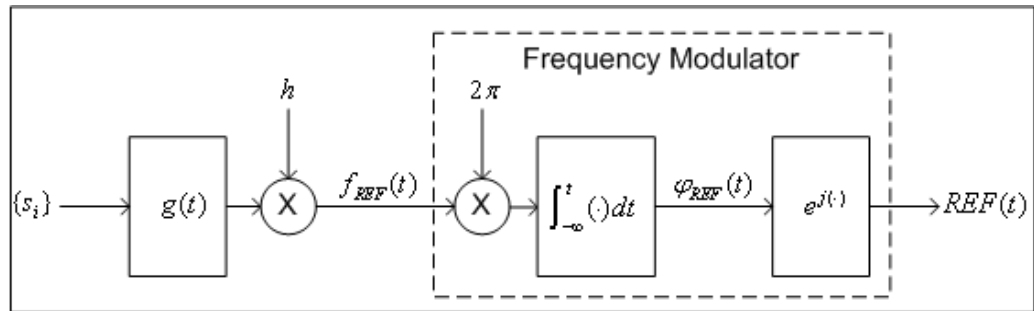 Frequency Modulator
h
2π
{s_i}
g(t)
X
f_REF(t)
X
∫_{-∞}^{t}(·)dt
φ_REF(t)
e^{j(·)}
REF(t)